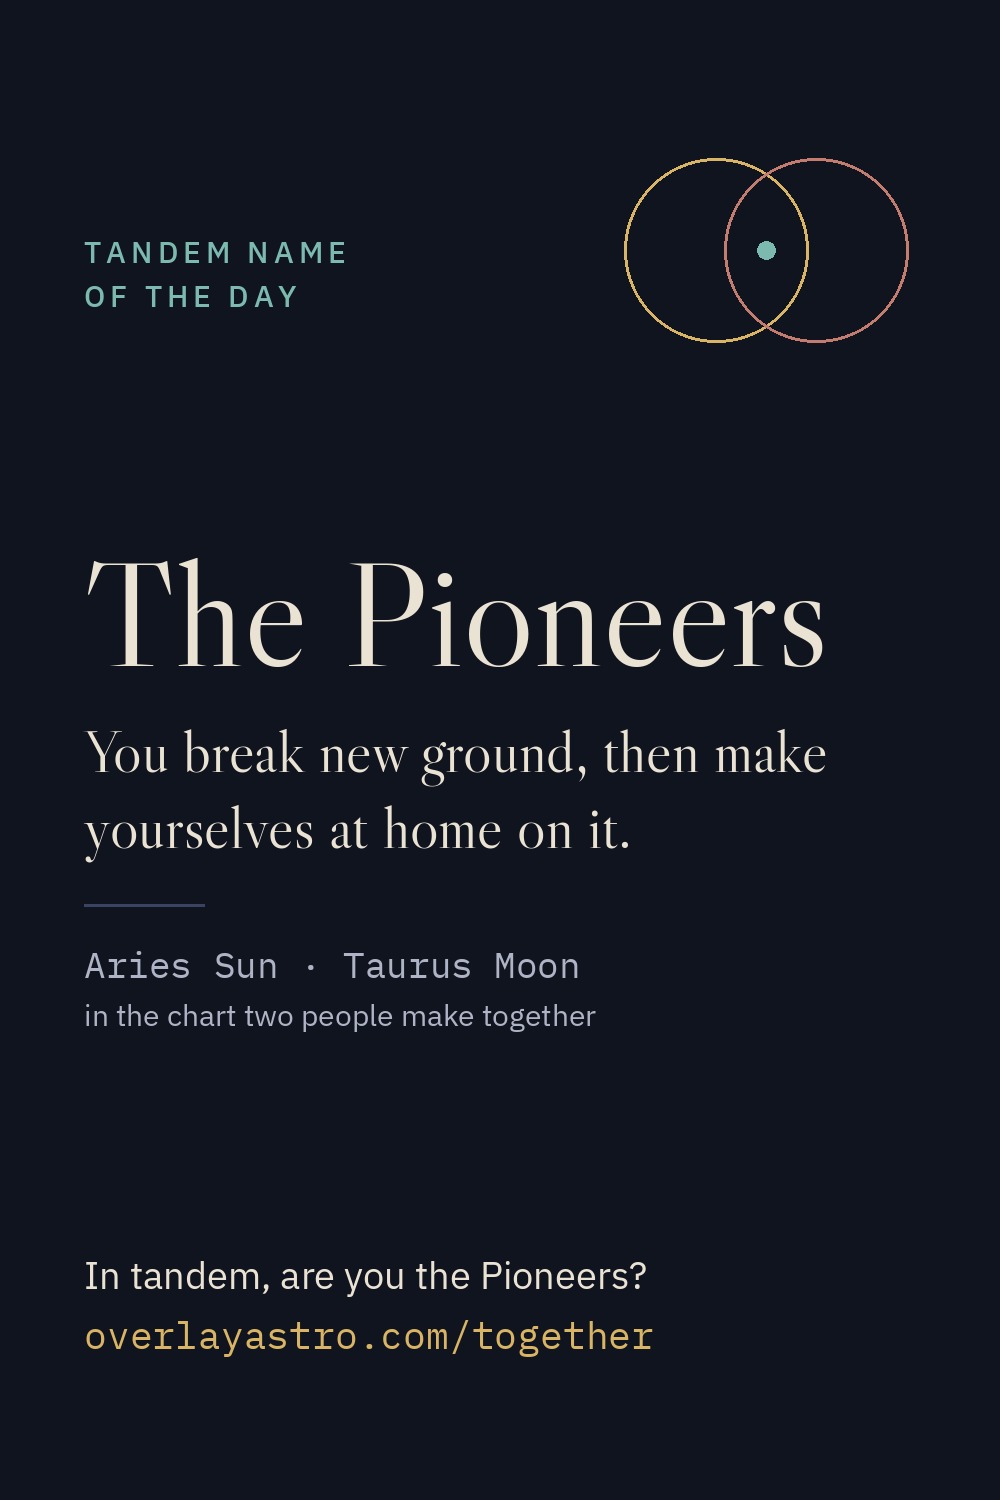 TANDEM NAME
OF THE DAY
The Pioneers
You break new ground, then make
yourselves at home on it.
Aries Sun · Taurus Moon
in the chart two people make together
In tandem, are you the Pioneers?
overlayastro.com/together